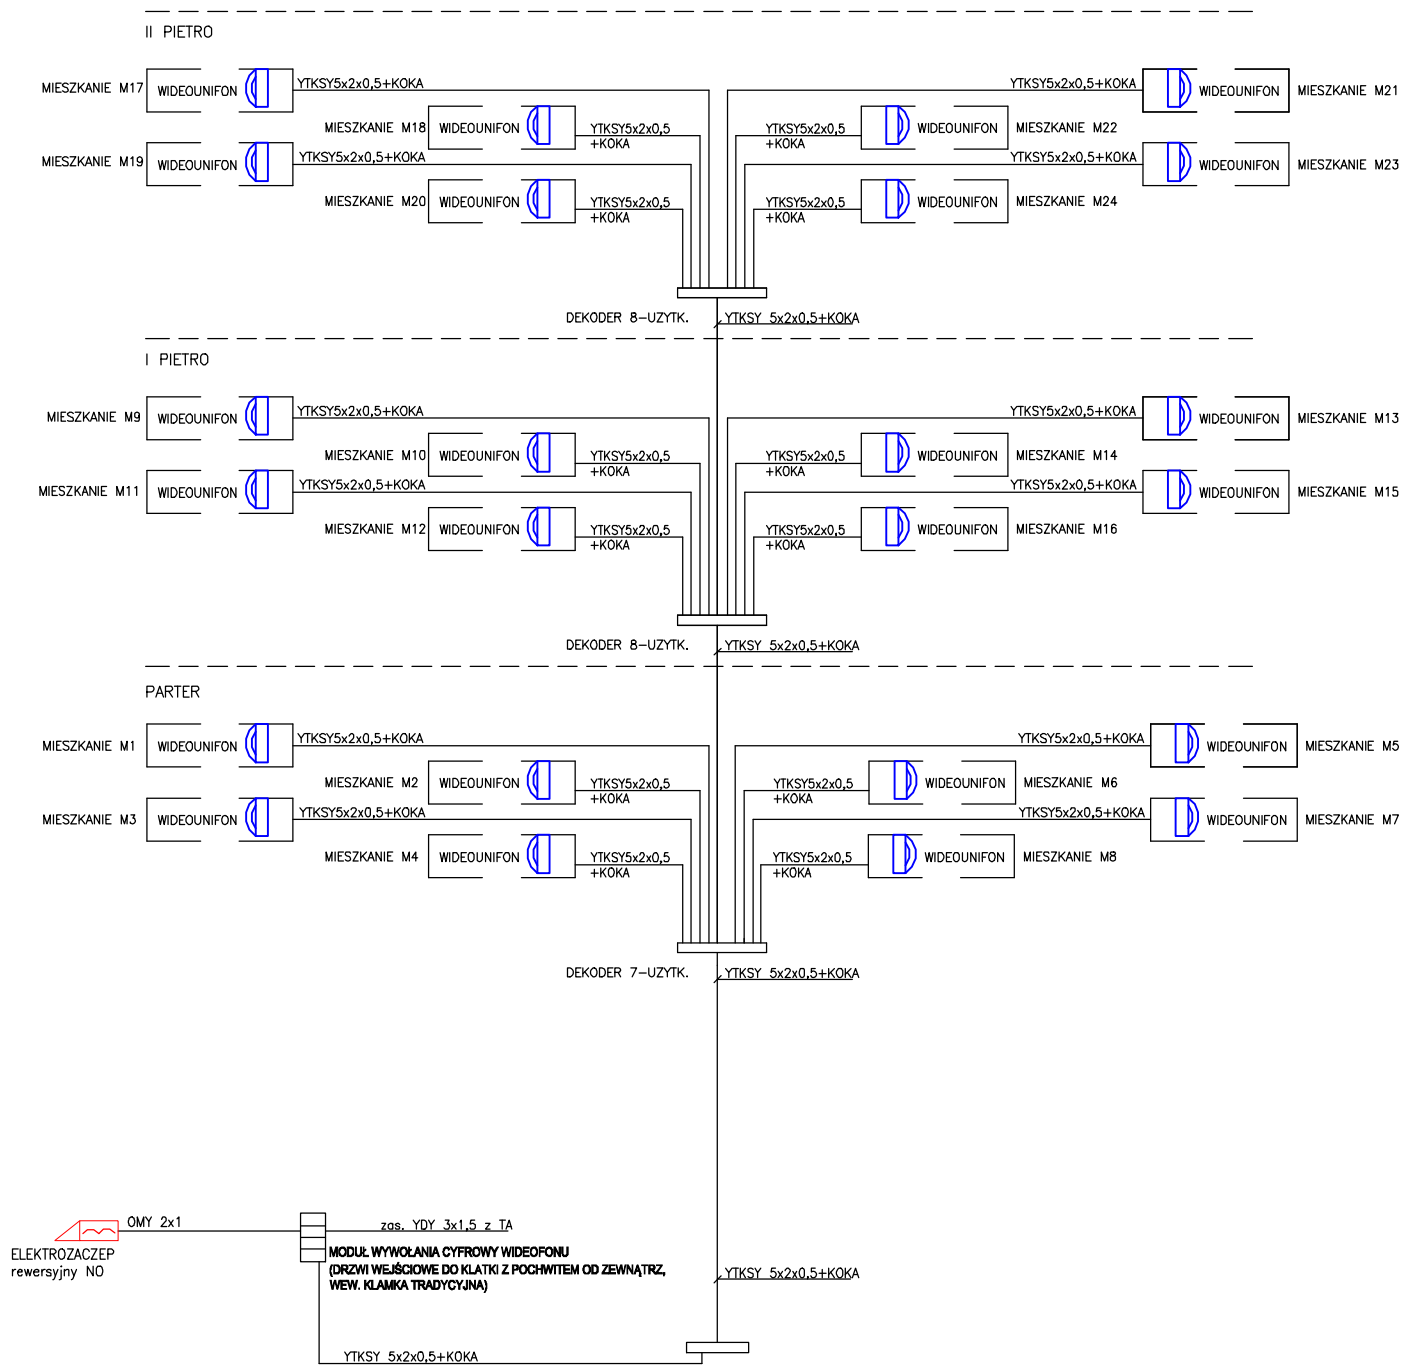 II PIETRO
MIESZKANIE M17
WIDEOUNIFON
YTKSY5x2x0,5+KOKA
YTKSY5x2x0,5+KOKA
WIDEOUNIFON
MIESZKANIE M21
MIESZKANIE M18
WIDEOUNIFON
YTKSY5x2x0,5
+KOKA
YTKSY5x2x0,5
+KOKA
WIDEOUNIFON
MIESZKANIE M22
MIESZKANIE M19
WIDEOUNIFON
YTKSY5x2x0,5+KOKA
YTKSY5x2x0,5+KOKA
WIDEOUNIFON
MIESZKANIE M23
MIESZKANIE M20
WIDEOUNIFON
YTKSY5x2x0,5
+KOKA
YTKSY5x2x0,5
+KOKA
WIDEOUNIFON
MIESZKANIE M24
DEKODER 8-UZYTK.
YTKSY 5x2x0,5+KOKA
I PIETRO
MIESZKANIE M9
WIDEOUNIFON
YTKSY5x2x0,5+KOKA
YTKSY5x2x0,5+KOKA
WIDEOUNIFON
MIESZKANIE M13
MIESZKANIE M10
WIDEOUNIFON
YTKSY5x2x0,5
+KOKA
YTKSY5x2x0,5
+KOKA
WIDEOUNIFON
MIESZKANIE M14
MIESZKANIE M11
WIDEOUNIFON
YTKSY5x2x0,5+KOKA
YTKSY5x2x0,5+KOKA
WIDEOUNIFON
MIESZKANIE M15
MIESZKANIE M12
WIDEOUNIFON
YTKSY5x2x0,5
+KOKA
YTKSY5x2x0,5
+KOKA
WIDEOUNIFON
MIESZKANIE M16
DEKODER 8-UZYTK.
YTKSY 5x2x0,5+KOKA
PARTER
MIESZKANIE M1
WIDEOUNIFON
YTKSY5x2x0,5+KOKA
YTKSY5x2x0,5+KOKA
WIDEOUNIFON
MIESZKANIE M5
MIESZKANIE M2
WIDEOUNIFON
YTKSY5x2x0,5
+KOKA
YTKSY5x2x0,5
+KOKA
WIDEOUNIFON
MIESZKANIE M6
MIESZKANIE M3
WIDEOUNIFON
YTKSY5x2x0,5+KOKA
YTKSY5x2x0,5+KOKA
WIDEOUNIFON
MIESZKANIE M7
MIESZKANIE M4
WIDEOUNIFON
YTKSY5x2x0,5
+KOKA
YTKSY5x2x0,5
+KOKA
WIDEOUNIFON
MIESZKANIE M8
DEKODER 7-UZYTK.
YTKSY 5x2x0,5+KOKA
OMY 2x1
zas. YDY 3x1,5 z TA
ELEKTROZACZEP
rewersyjny NO
MODUŁ WYWOŁANIA CYFROWY WIDEOFONU
(DRZWI WEJŚCIOWE DO KLATKI Z POCHWITEM OD ZEWNĄTRZ,
WEW. KLAMKA TRADYCYJNA)
YTKSY 5x2x0,5+KOKA
YTKSY 5x2x0,5+KOKA